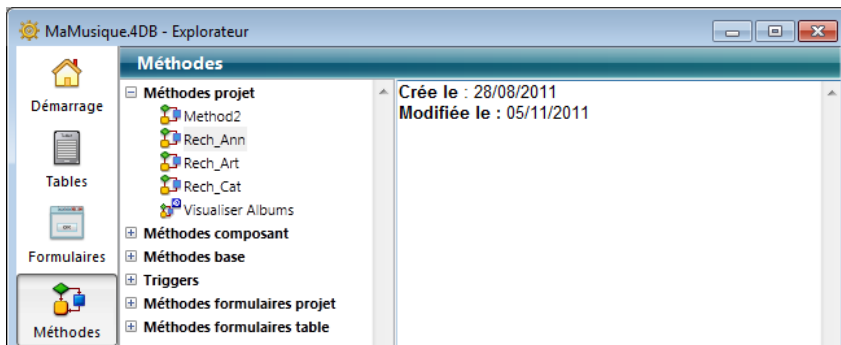 MaMusique.4DB - Explorateur
Méthodes
Démarrage
Tables
Formulaires
Méthodes
Méthodes projet
Method2
Rech_Ann
Rech_Art
Rech_Cat
Visualiser Albums
Méthodes composant
Méthodes base
Triggers
Méthodes formulaires projet
Méthodes formulaires table
Crée le : 28/08/2011
Modifiée le : 05/11/2011